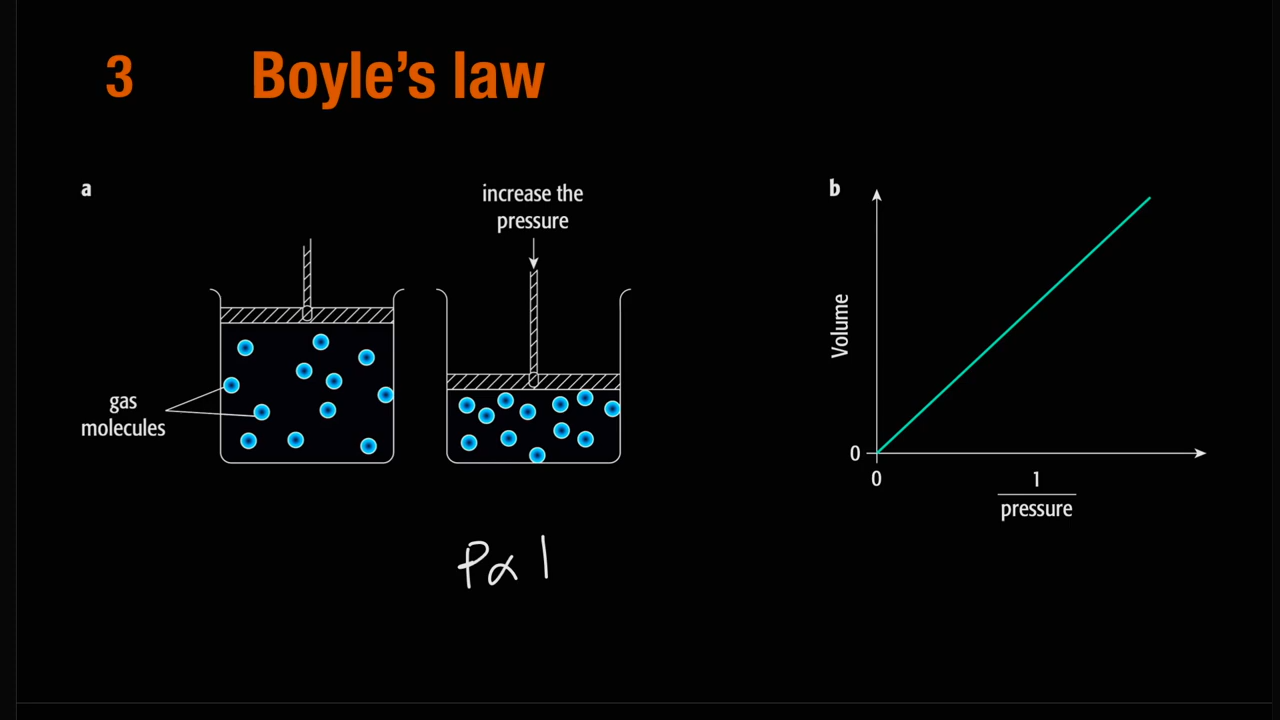 3 Boyle's law
a
increase the
pressure
gas
molecules
b
Volume
0
0
1
pressure
P∝ 1